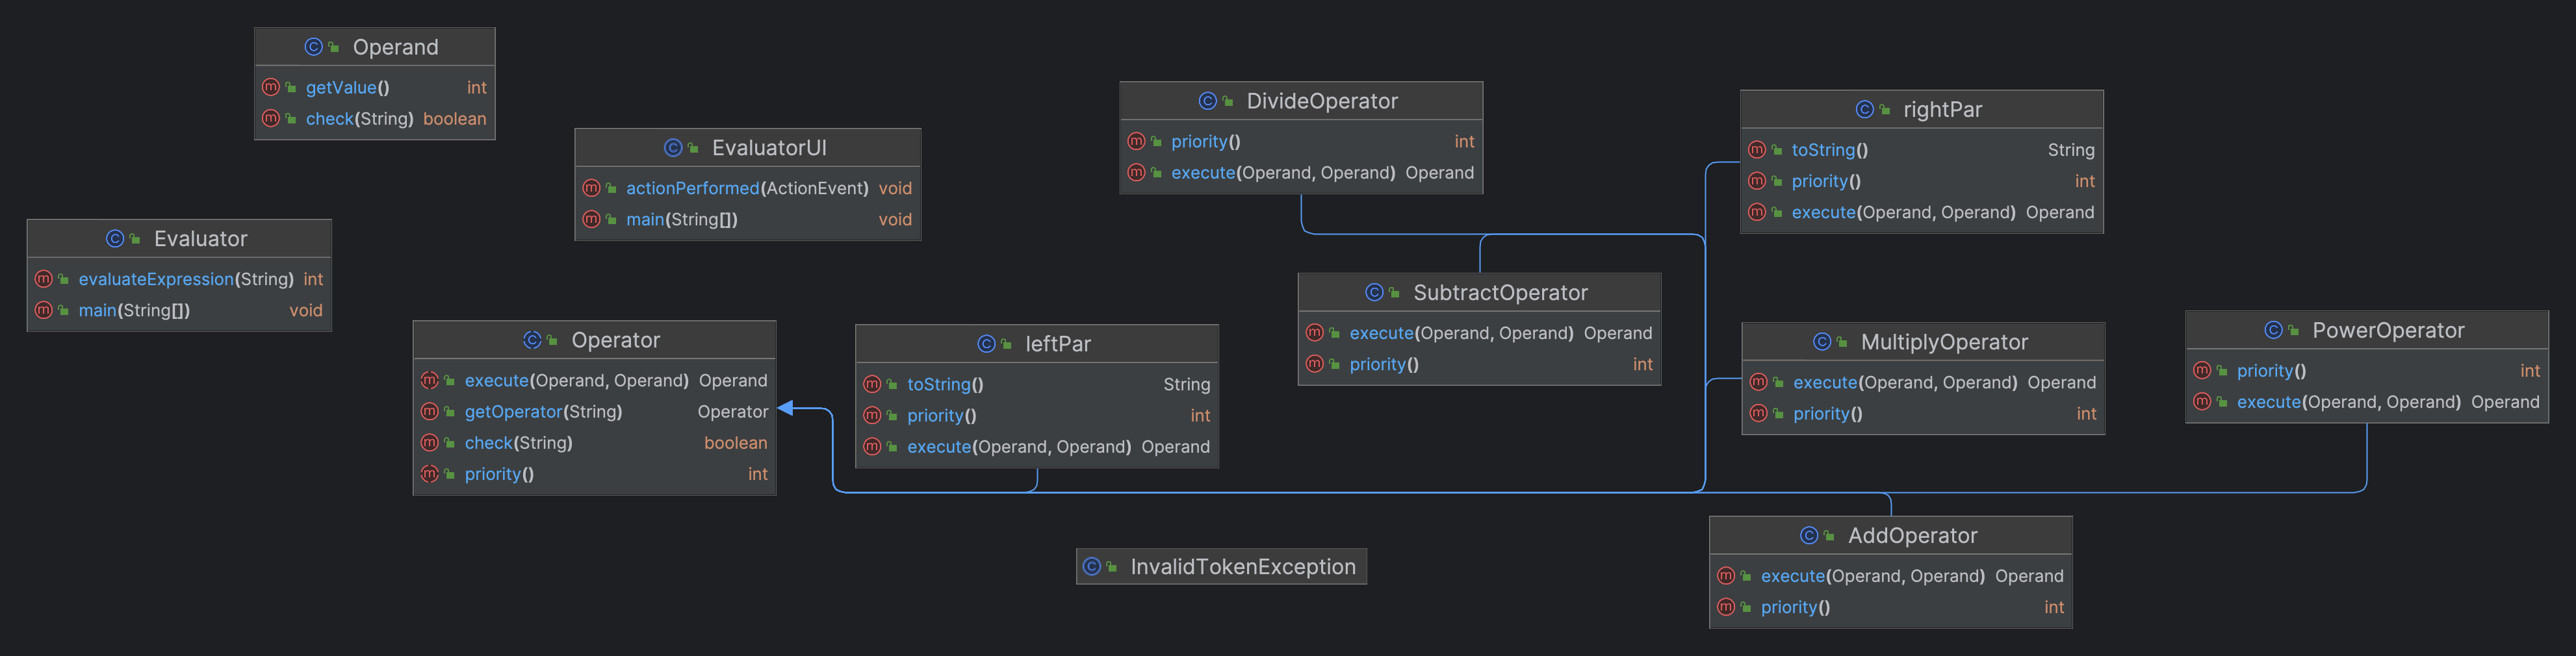 Operand
getValue() int
check(String) boolean
EvaluatorUI
actionPerformed(ActionEvent) void
main(String[]) void
Evaluator
evaluateExpression(String) int
main(String[]) void
Operator
execute(Operand, Operand) Operand
getOperator(String) Operator
check(String) boolean
priority() int
leftPar
toString() String
priority() int
execute(Operand, Operand) Operand
DivideOperator
priority() int
execute(Operand, Operand) Operand
SubtractOperator
execute(Operand, Operand) Operand
priority() int
rightPar
toString() String
priority() int
execute(Operand, Operand) Operand
MultiplyOperator
execute(Operand, Operand) Operand
priority() int
PowerOperator
priority() int
execute(Operand, Operand) Operand
InvalidTokenException
AddOperator
execute(Operand, Operand) Operand
priority() int